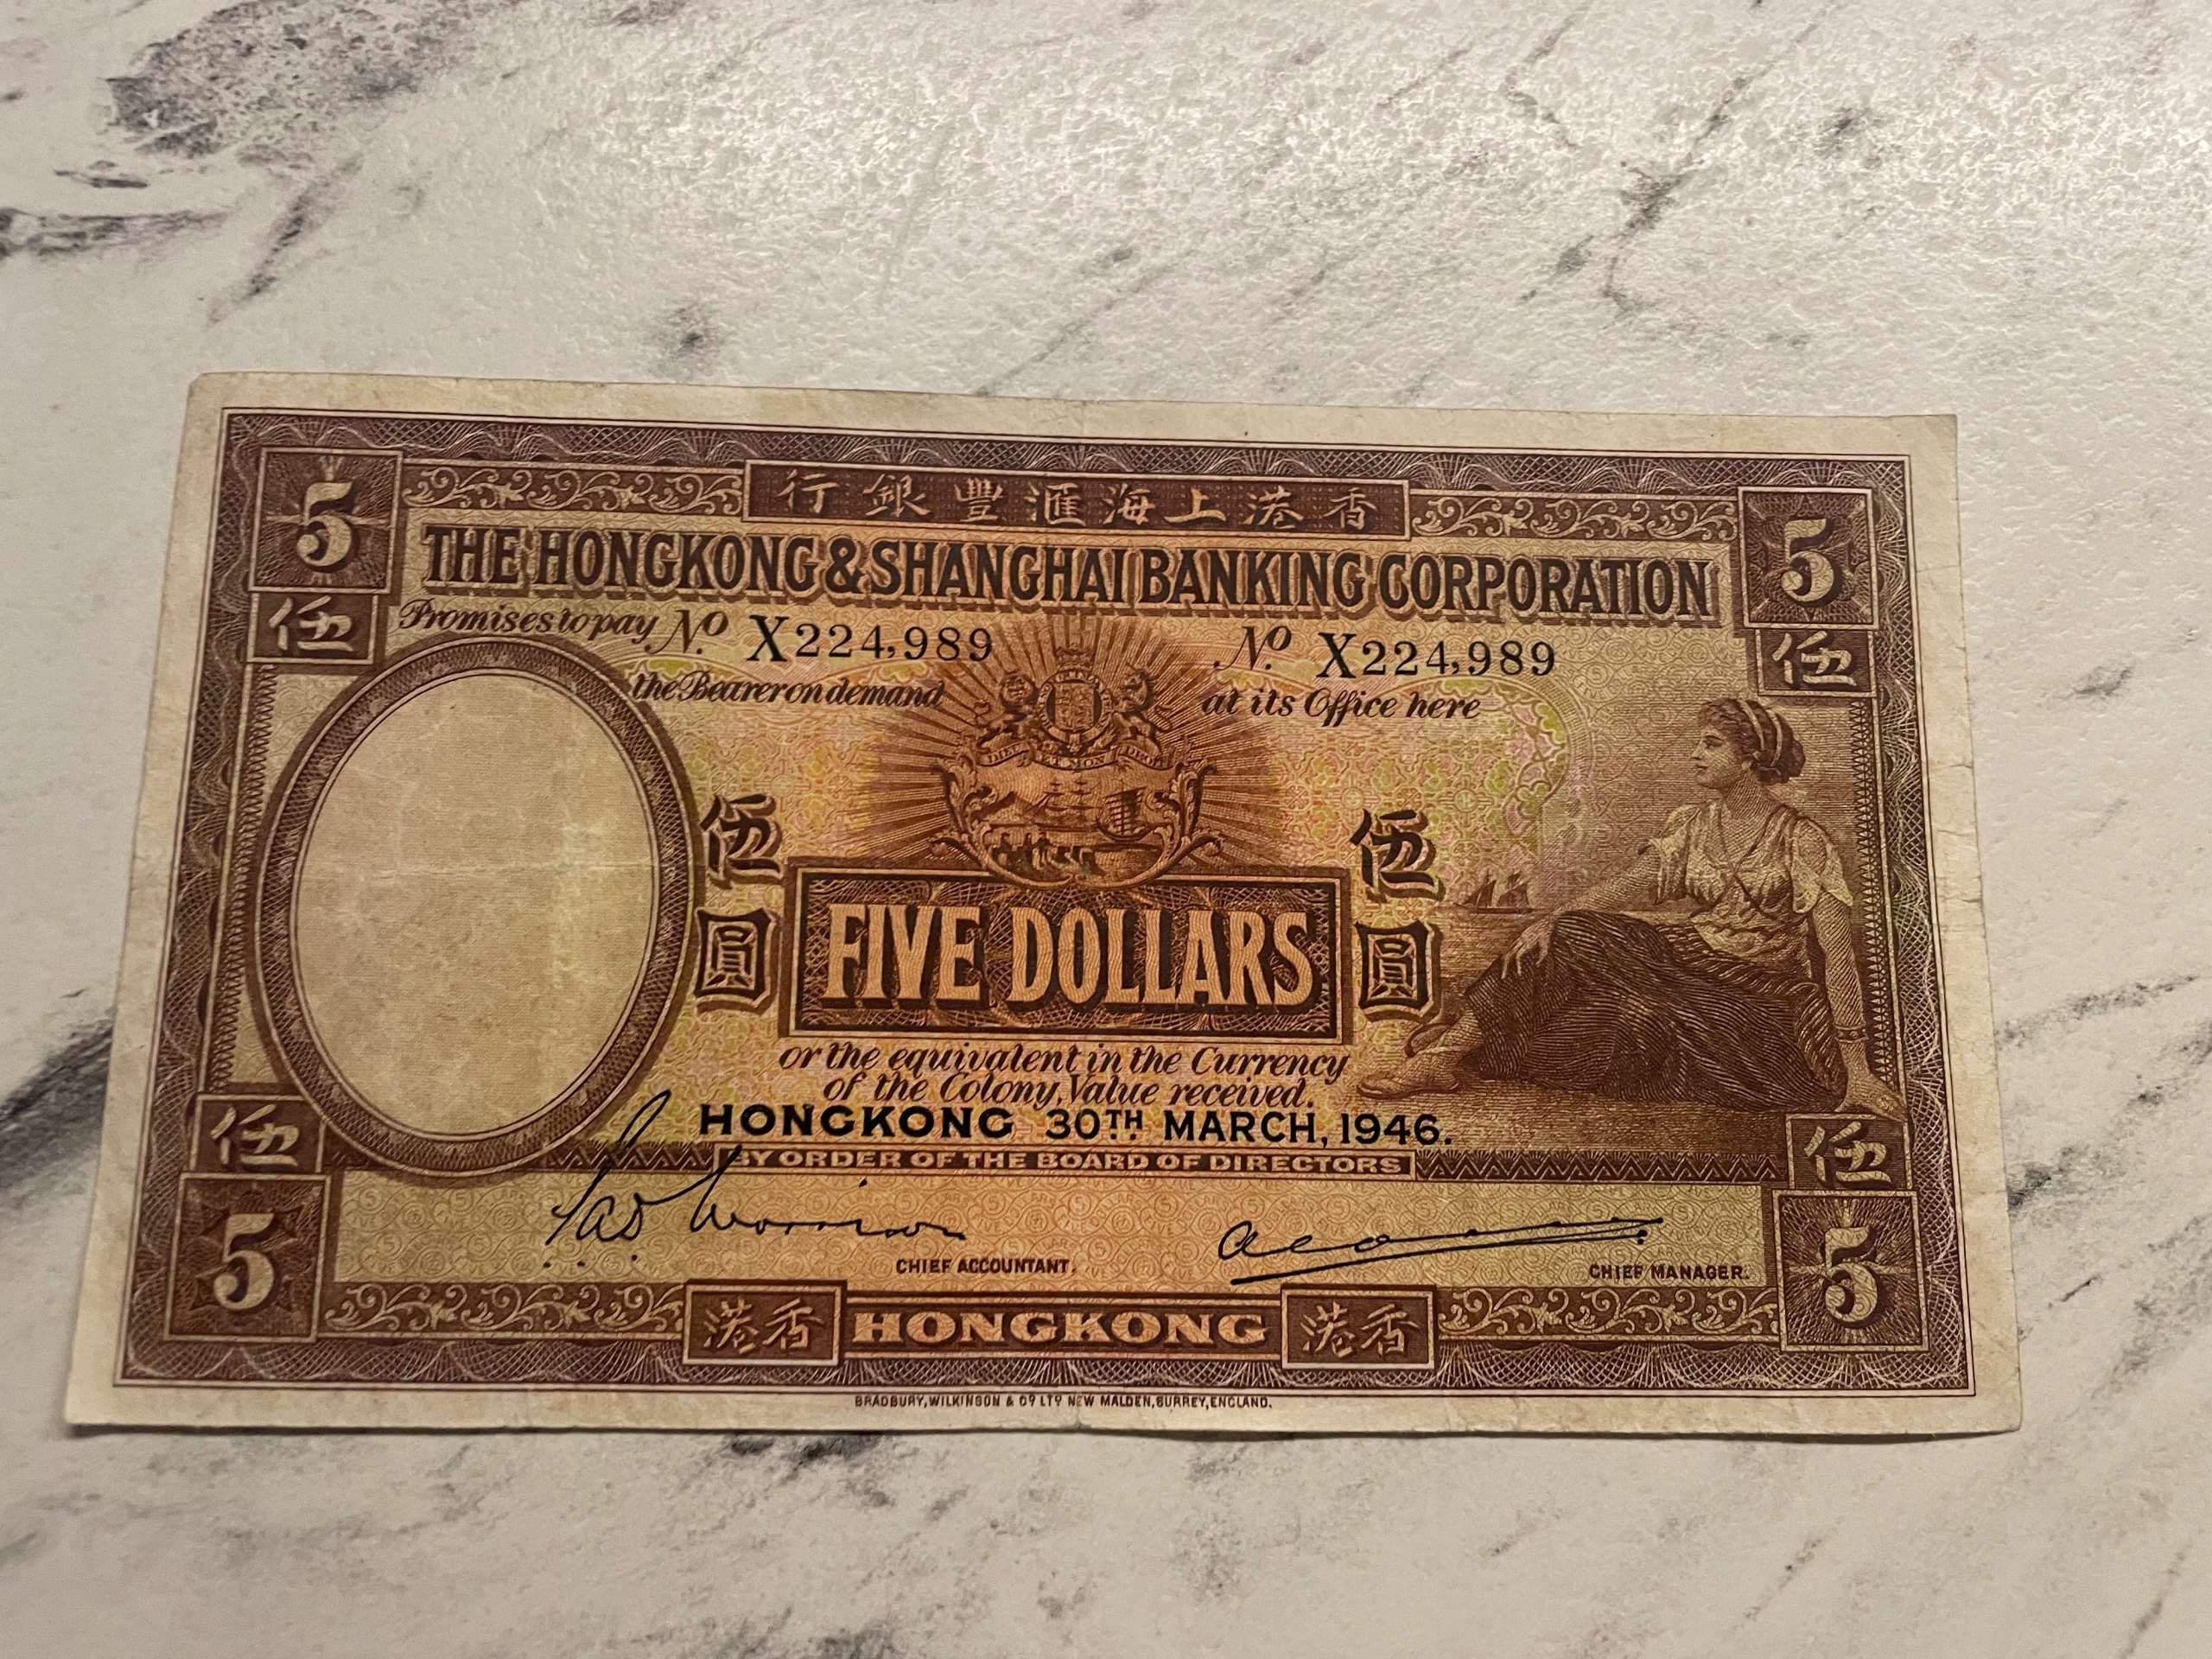 香港上海滙豐銀行
5
5
THE HONGKONG & SHANGHAI BANKING CORPORATION
伍
伍
Promises to pay
No. X224,989
No. X224,989
the Bearer on demand
at its Office here
DIEU ET MON DROIT
伍圓
伍圓
FIVE DOLLARS
or the equivalent in the Currency
of the Colony, Value received.
HONGKONG 30TH MARCH, 1946.
伍
伍
BY ORDER OF THE BOARD OF DIRECTORS
5
5
CHIEF ACCOUNTANT.
CHIEF MANAGER.
香港 HONGKONG 香港
BRADBURY, WILKINSON & Co LTD NEW MALDEN, SURREY, ENGLAND.